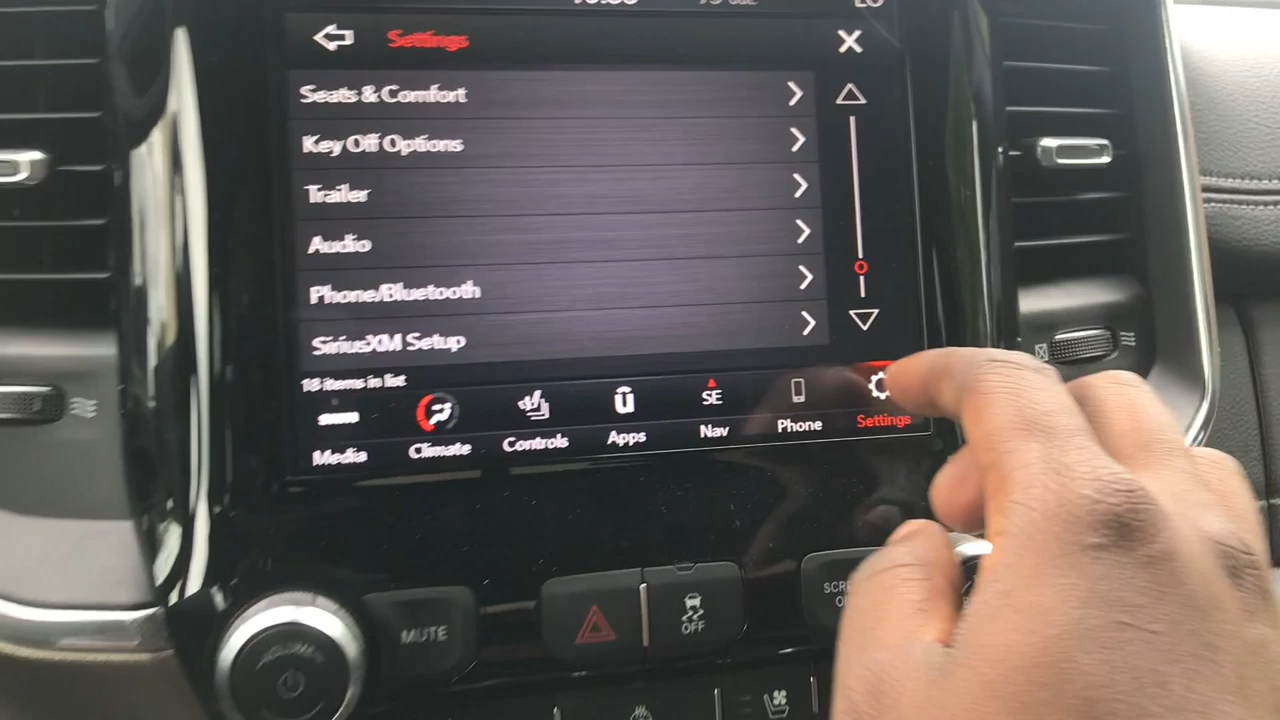 Settings
Seats & Comfort
Key Off Options
Trailer
Audio
Phone/Bluetooth
SiriusXM Setup
18 items in list
SE
Media
Climate
Controls
Apps
Nav
Phone
Settings
VOLUME
MUTE
OFF